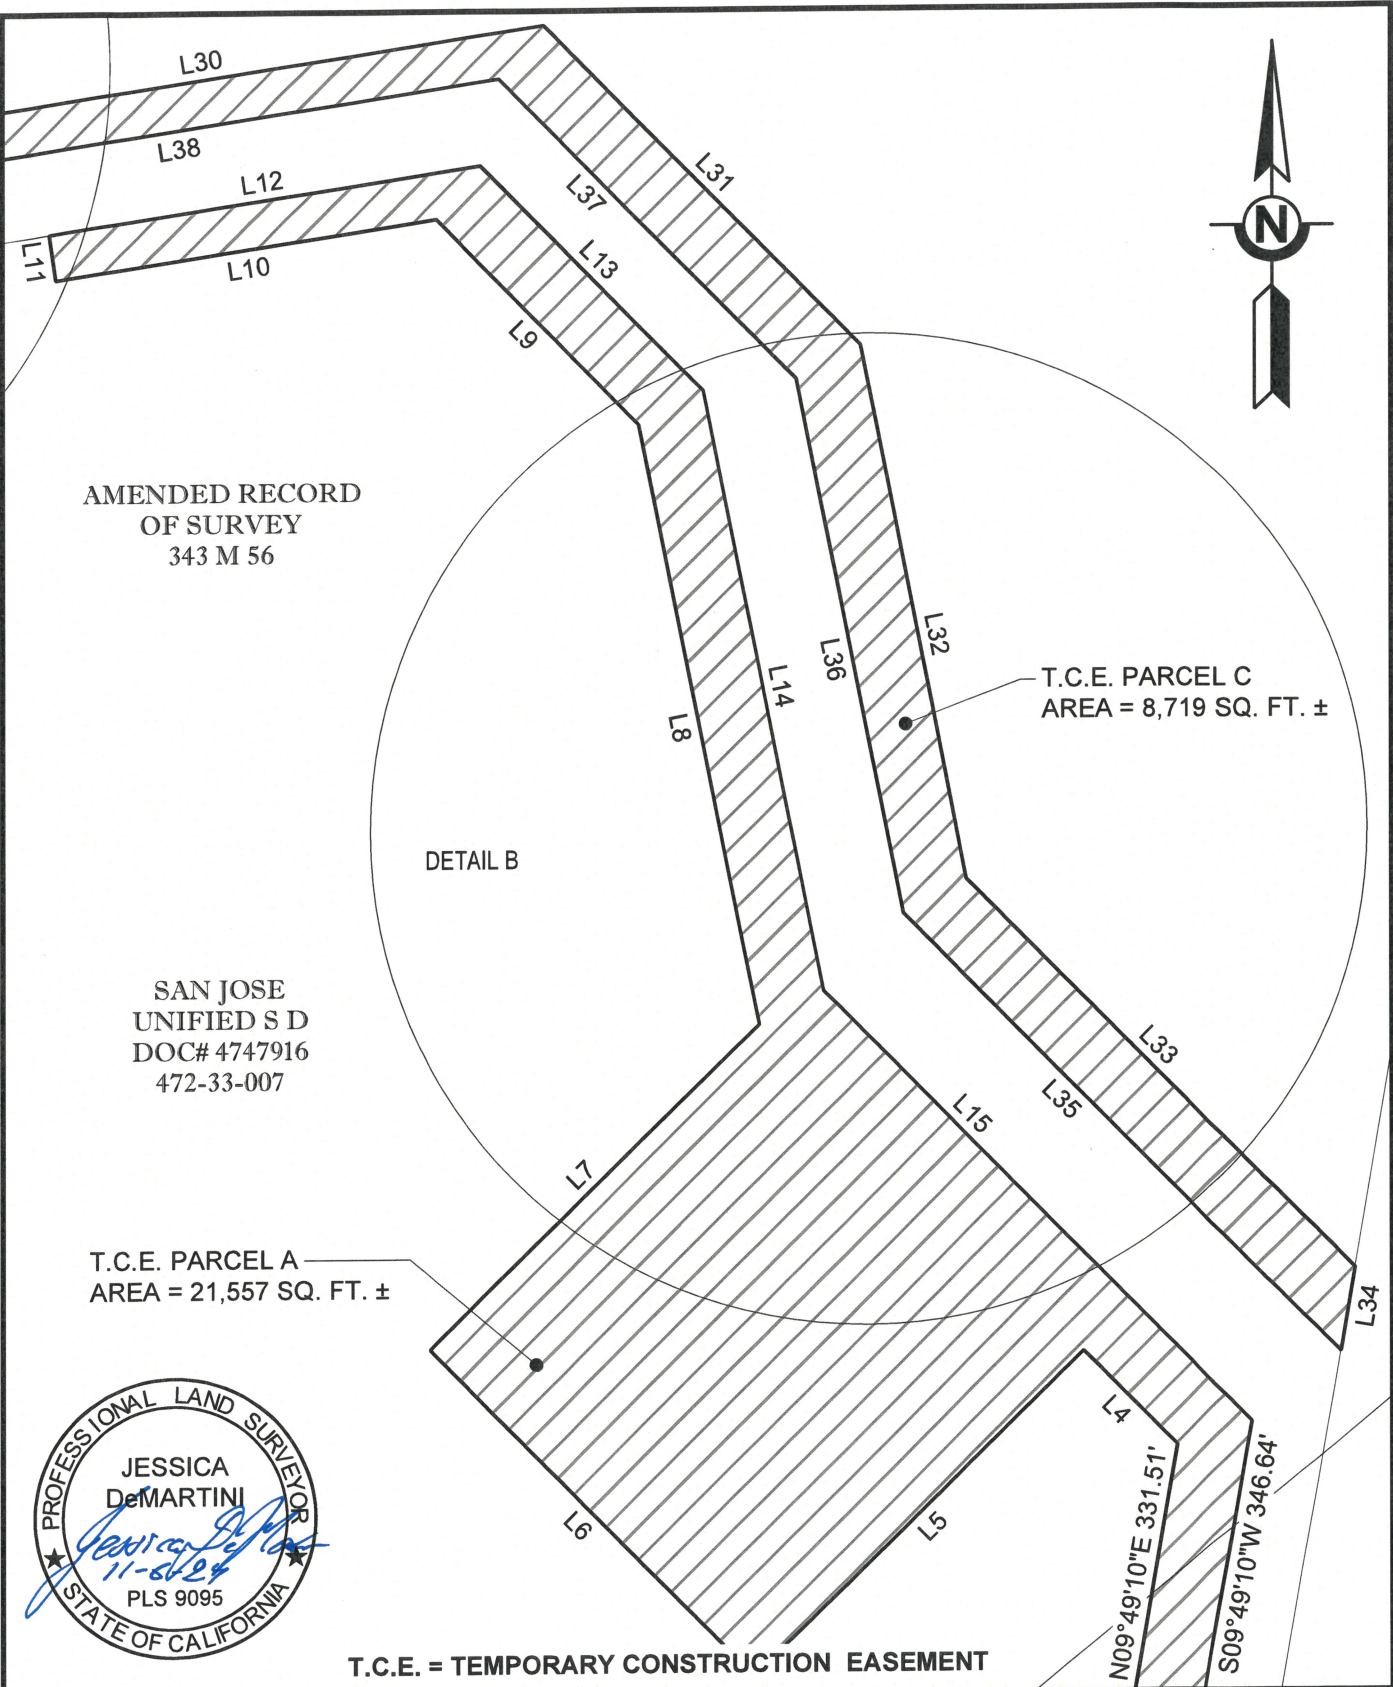 L30
L38
L12
L11
L10
L31
L37
L13
L9
N
AMENDED RECORD
OF SURVEY
343 M 56
L32
L36
L14
L8
T.C.E. PARCEL C
AREA = 8,719 SQ. FT. ±
DETAIL B
SAN JOSE
UNIFIED S D
DOC# 4747916
472-33-007
L33
L35
L15
L7
T.C.E. PARCEL A
AREA = 21,557 SQ. FT. ±
L34
L4
L5
L6
N09°49'10"E 331.51'
S09°49'10"W 346.64'
PROFESSIONAL LAND SURVEYOR
JESSICA
DeMARTINI
PLS 9095
STATE OF CALIFORNIA
T.C.E. = TEMPORARY CONSTRUCTION EASEMENT